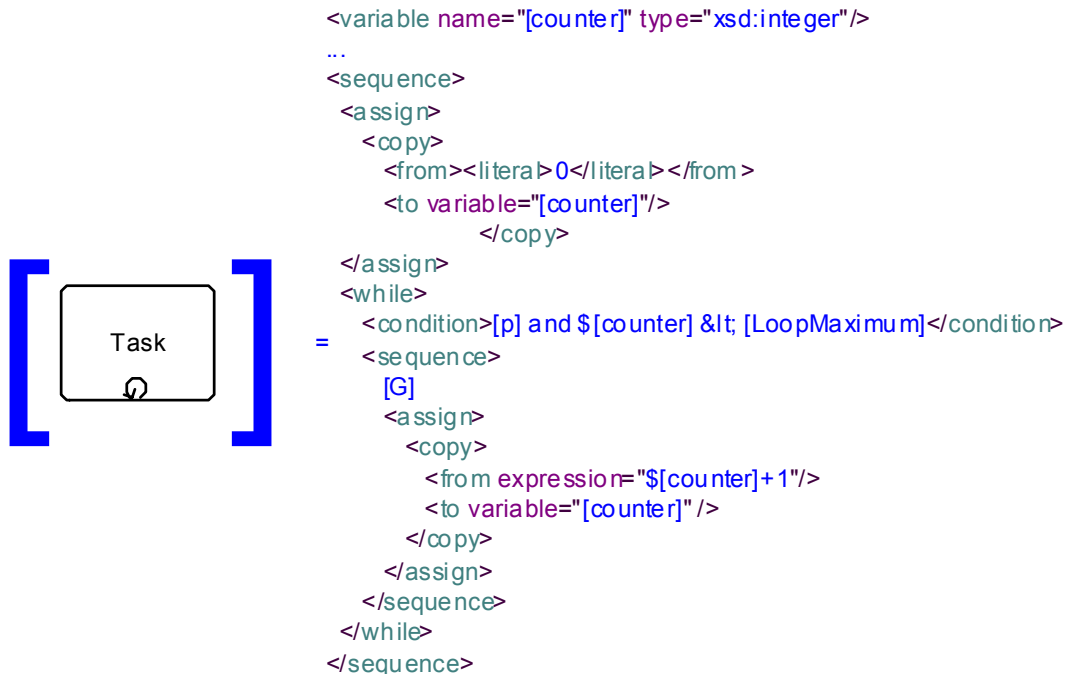 <variable name="[counter]" type="xsd:integer"/>
...
<sequence>
<assign>
<copy>
<from><literal>0</literal></from>
<to variable="[counter]"/>
</copy>
</assign>
<while>
<condition>[p] and $[counter] &lt; [LoopMaximum]</condition>
Task
=
<sequence>
[G]
<assign>
<copy>
<from expression="$[counter]+1"/>
<to variable="[counter]" />
</copy>
</assign>
</sequence>
</while>
</sequence>